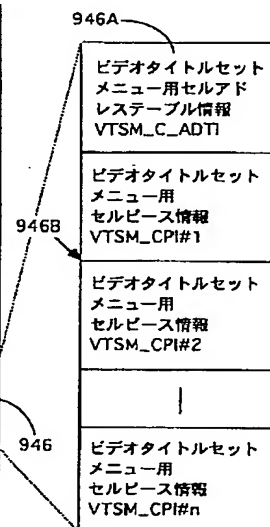 946A
ビデオタイトルセット
メニュー用セルアド
レステーブル情報
VTSM_C_ADTI
ビデオタイトルセット
メニュー用
セルピース情報
VTSM_CPI#1
946B
ビデオタイトルセット
メニュー用
セルピース情報
VTSM_CPI#2
946
ビデオタイトルセット
メニュー用
セルピース情報
VTSM_CPI#n